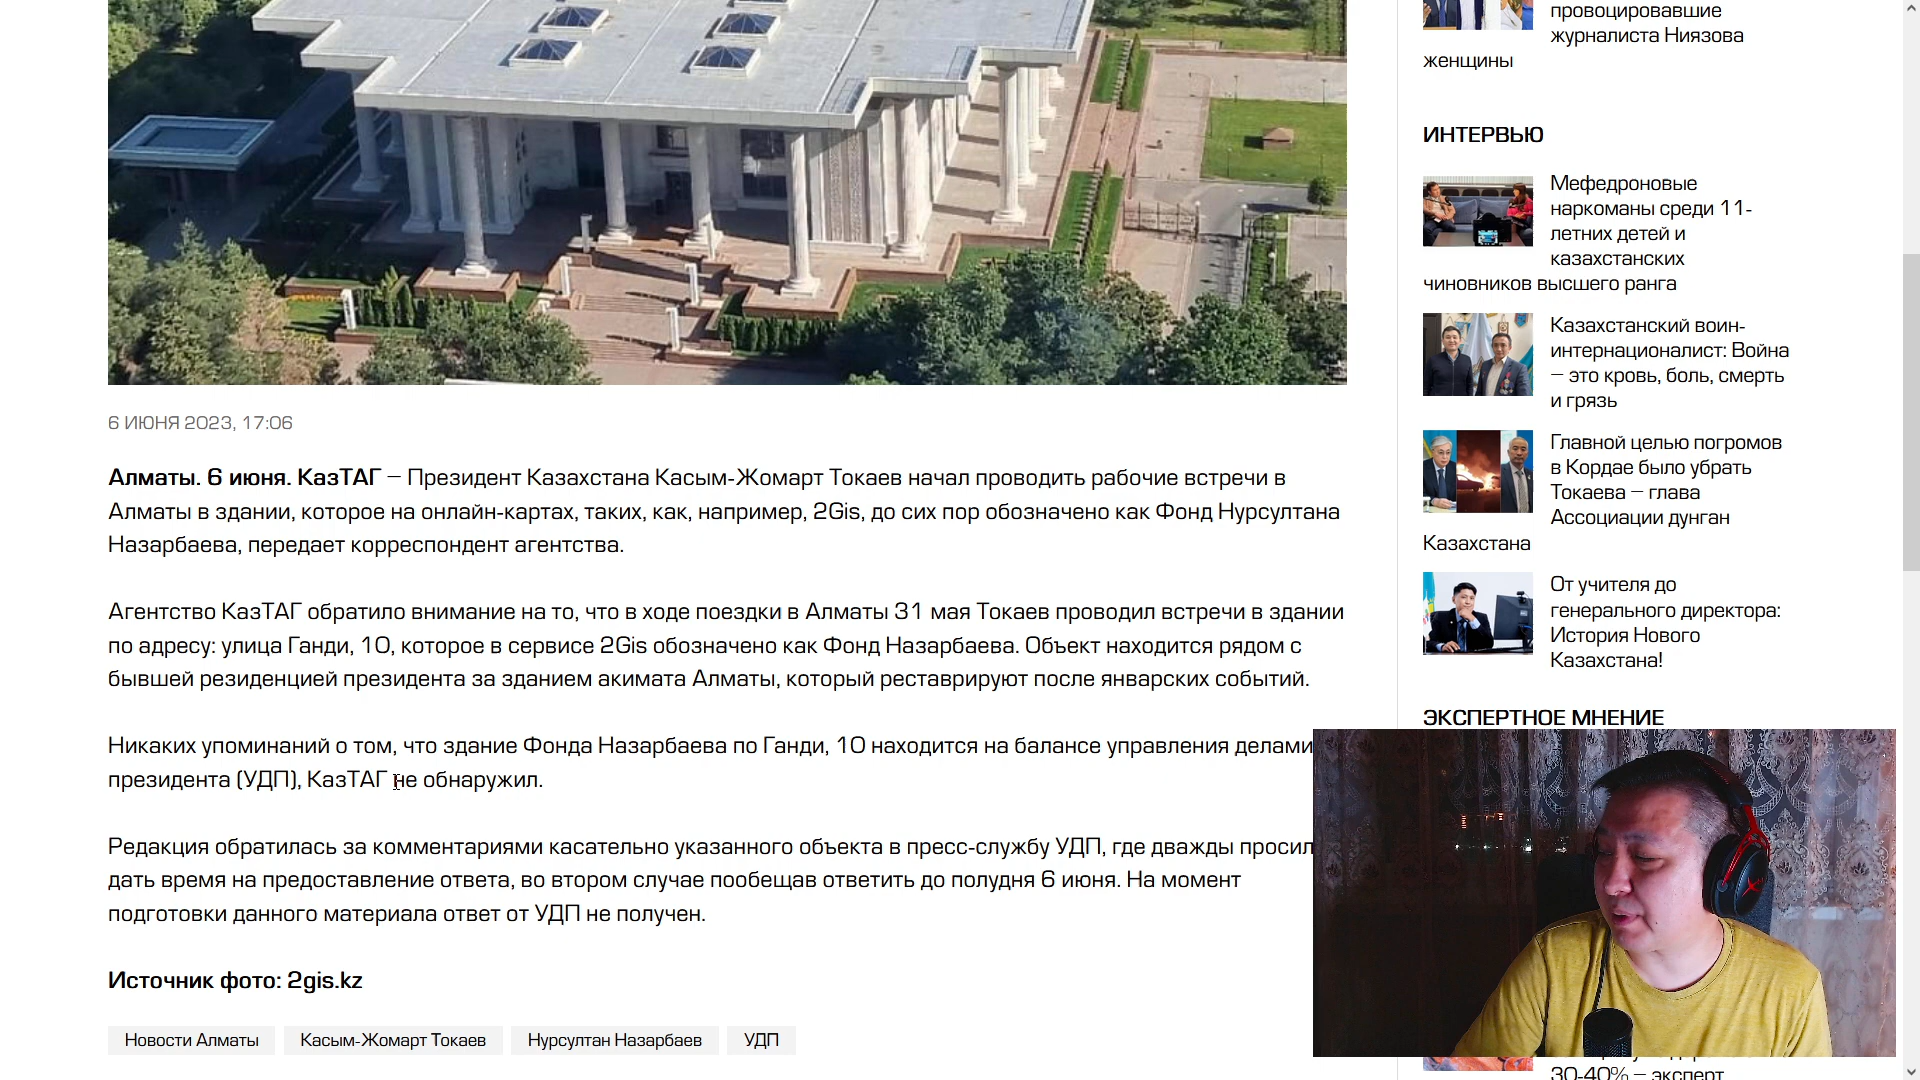 провоцировавшие
журналиста Ниязова
женщины
ИНТЕРВЬЮ
Мефедроновые
наркоманы среди 11-
летних детей и
казахстанских
чиновников высшего ранга
Казахстанский воин-
интернационалист: Война
– это кровь, боль, смерть
и грязь
Главной целью погромов
в Кордае было убрать
Токаева – глава
Ассоциации дунган
Казахстана
От учителя до
генерального директора:
История Нового
Казахстана!
ЭКСПЕРТНОЕ МНЕНИЕ
30-40% – эксперт
6 ИЮНЯ 2023, 17:06
Алматы. 6 июня. КазТАГ – Президент Казахстана Касым-Жомарт Токаев начал проводить рабочие встречи в
Алматы в здании, которое на онлайн-картах, таких, как, например, 2Gis, до сих пор обозначено как Фонд Нурсултана
Назарбаева, передает корреспондент агентства.
Агентство КазТАГ обратило внимание на то, что в ходе поездки в Алматы 31 мая Токаев проводил встречи в здании
по адресу: улица Ганди, 10, которое в сервисе 2Gis обозначено как Фонд Назарбаева. Объект находится рядом с
бывшей резиденцией президента за зданием акимата Алматы, который реставрируют после январских событий.
Никаких упоминаний о том, что здание Фонда Назарбаева по Ганди, 10 находится на балансе управления делами
президента (УДП), КазТАГ не обнаружил.
Редакция обратилась за комментариями касательно указанного объекта в пресс-службу УДП, где дважды просил
дать время на предоставление ответа, во втором случае пообещав ответить до полудня 6 июня. На момент
подготовки данного материала ответ от УДП не получен.
Источник фото: 2gis.kz
Новости Алматы
Касым-Жомарт Токаев
Нурсултан Назарбаев
УДП